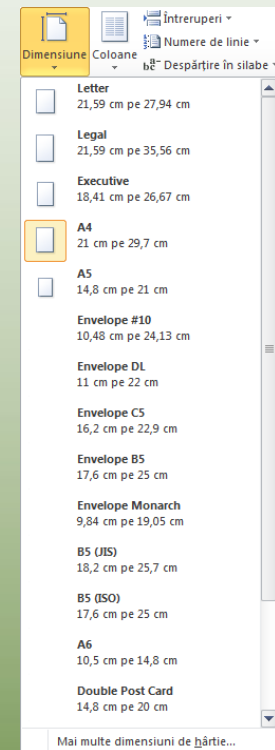 Dimensiune
Coloane
Întreruperi
Numere de linie
Despărțire în silabe
Letter
21,59 cm pe 27,94 cm
Legal
21,59 cm pe 35,56 cm
Executive
18,41 cm pe 26,67 cm
A4
21 cm pe 29,7 cm
A5
14,8 cm pe 21 cm
Envelope #10
10,48 cm pe 24,13 cm
Envelope DL
11 cm pe 22 cm
Envelope C5
16,2 cm pe 22,9 cm
Envelope B5
17,6 cm pe 25 cm
Envelope Monarch
9,84 cm pe 19,05 cm
B5 (JIS)
18,2 cm pe 25,7 cm
B5 (ISO)
17,6 cm pe 25 cm
A6
10,5 cm pe 14,8 cm
Double Post Card
14,8 cm pe 20 cm
Mai multe dimensiuni de hârtie...